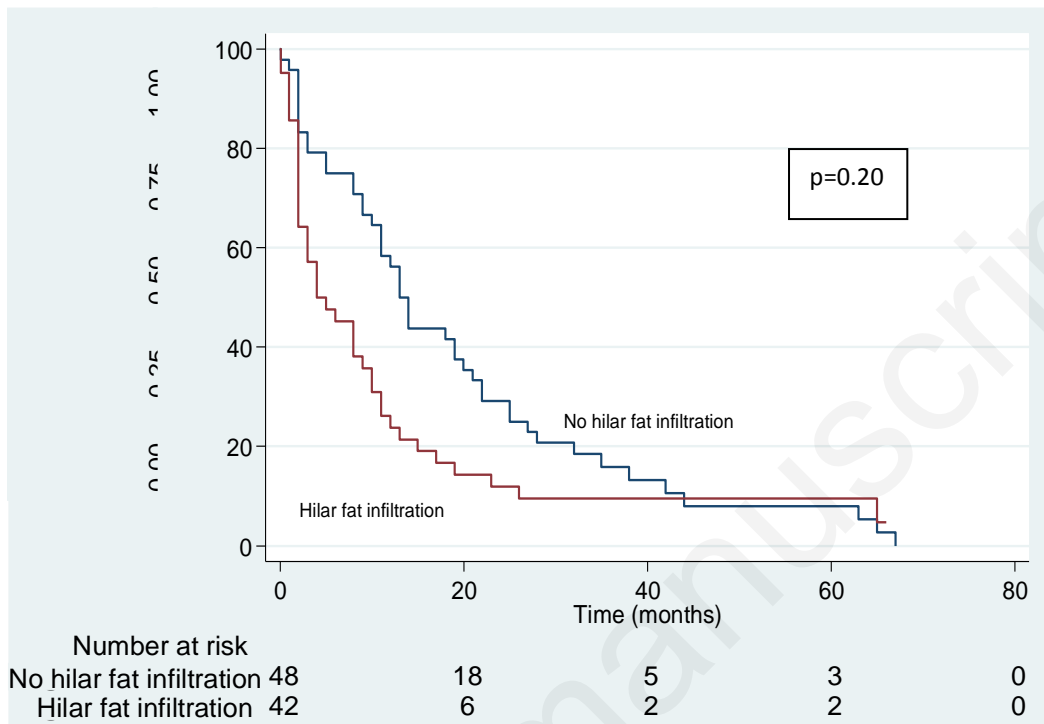 100
80
60
40
20
0
p=0.20
No hilar fat infiltration
Hilar fat infiltration
0 20 40 60 80
Time (months)
Number at risk
No hilar fat infiltration 48 18 5 3 0
Hilar fat infiltration 42 6 2 2 0